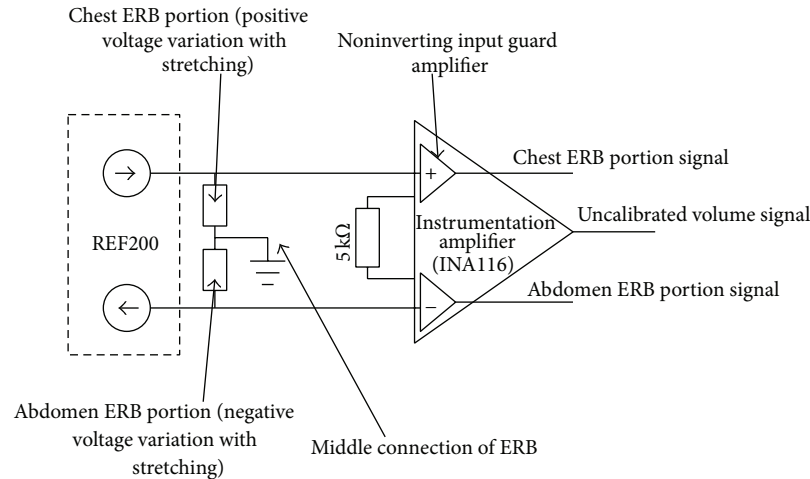 Chest ERB portion (positive
voltage variation with
stretching)
Noninverting input guard
amplifier
REF200
+
5 kΩ
Instrumentation
amplifier
(INA116)
−
Chest ERB portion signal
Uncalibrated volume signal
Abdomen ERB portion signal
Abdomen ERB portion (negative
voltage variation with
stretching)
Middle connection of ERB